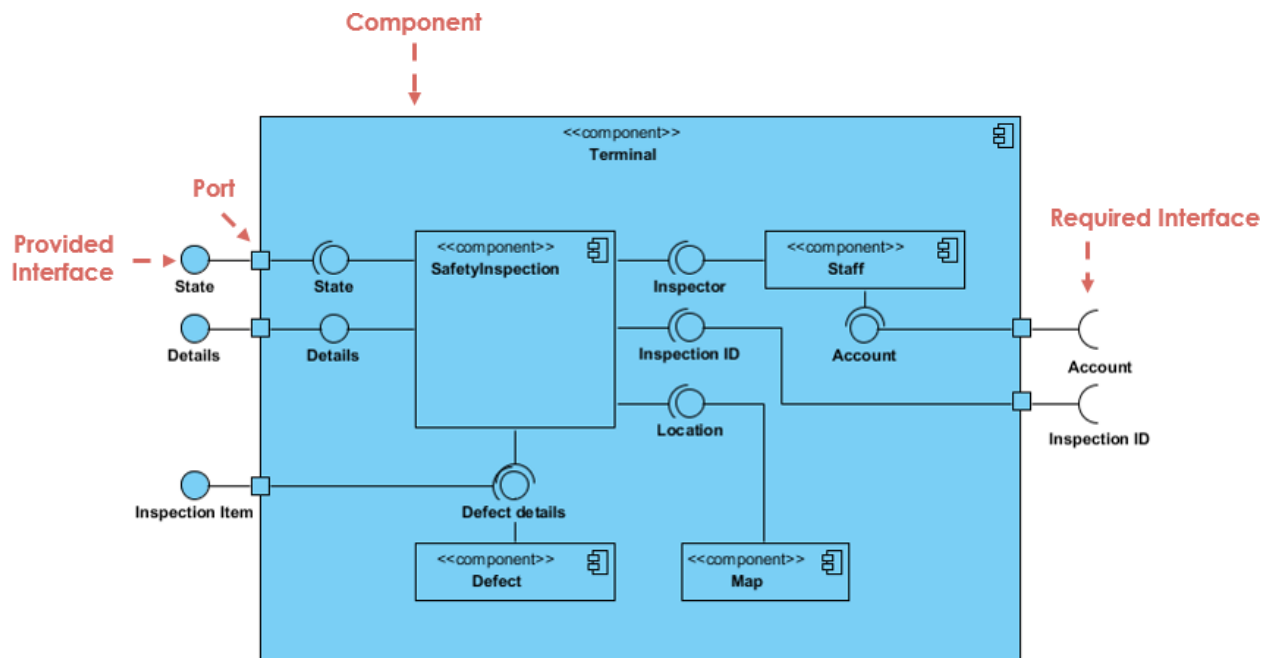 Component
<<component>>
Terminal
Port
Provided
Interface
Required Interface
<<component>>
SafetyInspection
<<component>>
Staff
State
State
Inspector
Details
Details
Inspection ID
Account
Account
Location
Inspection ID
Inspection Item
Defect details
<<component>>
Defect
<<component>>
Map